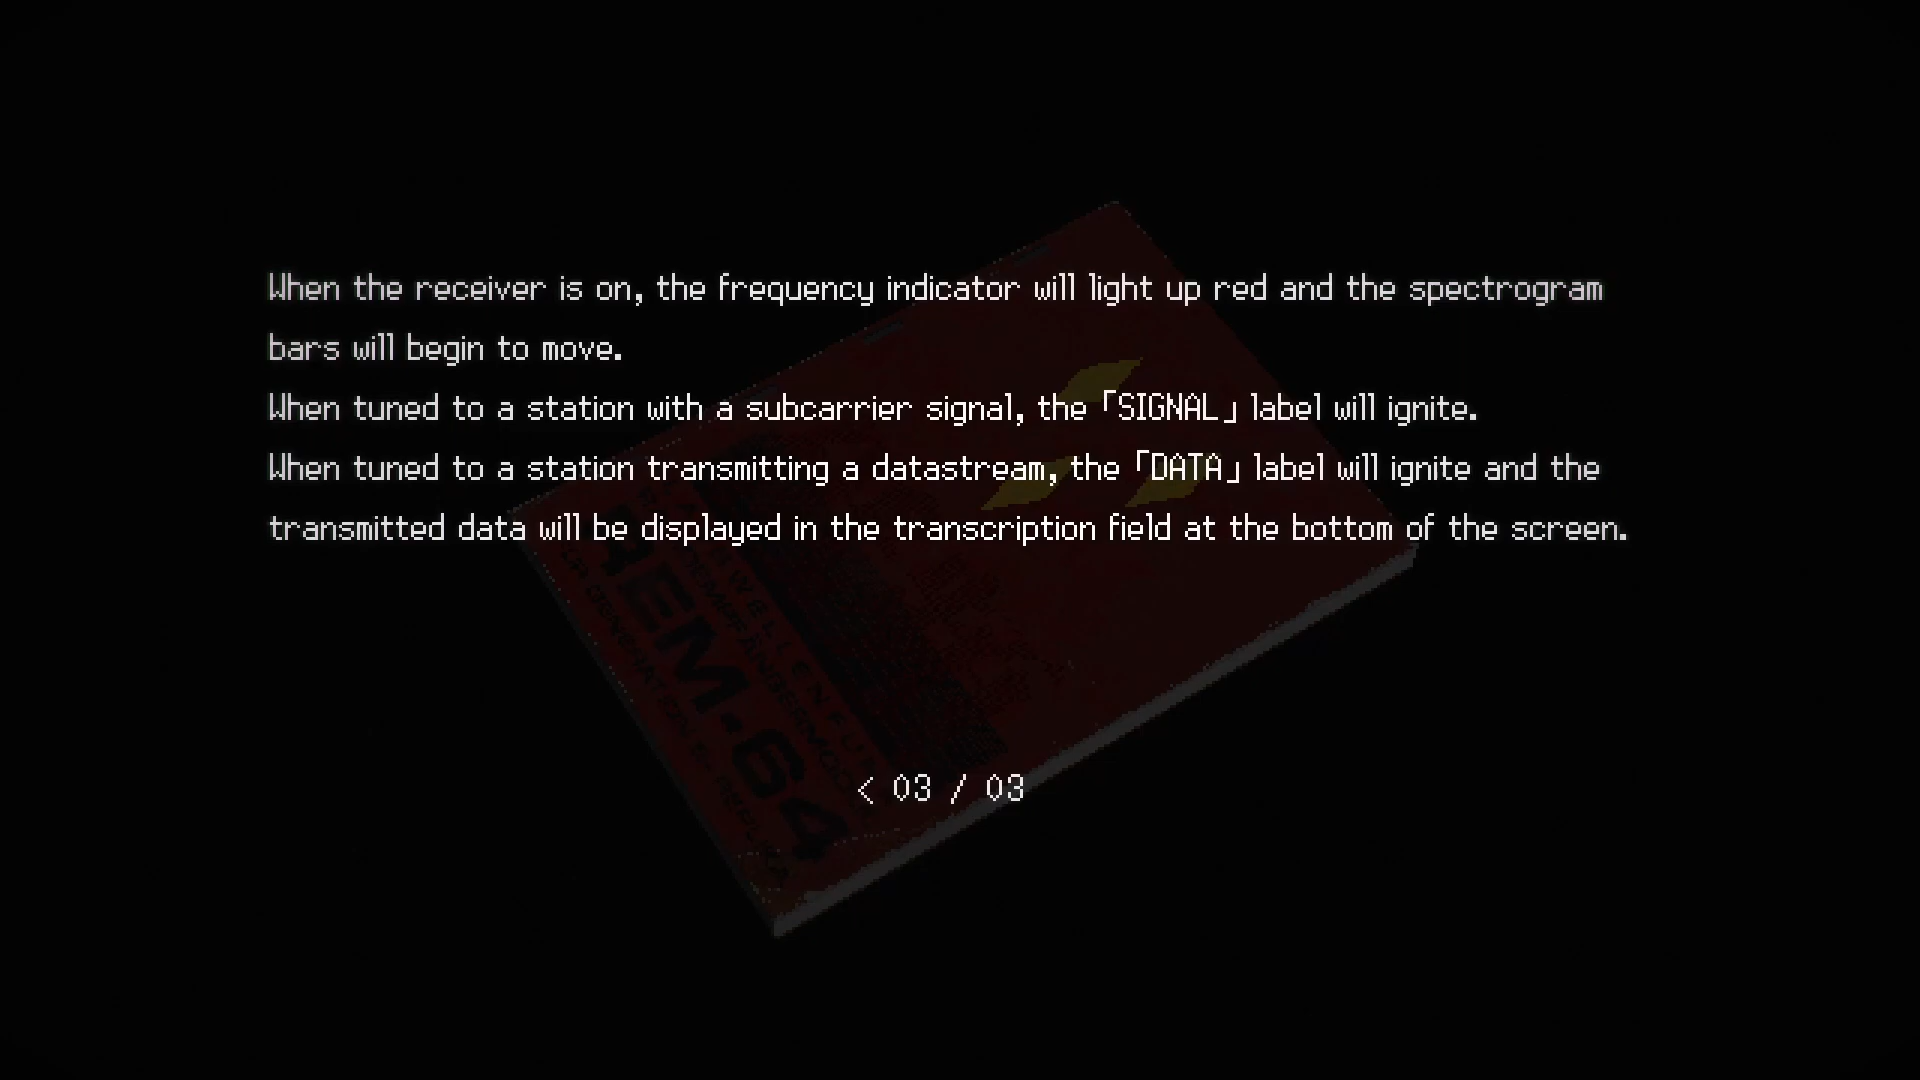 When the receiver is on, the frequency indicator will light up red and the spectrogram
bars will begin to move.
When tuned to a station with a subcarrier signal, the「SIGNAL」label will ignite.
When tuned to a station transmitting a datastream, the「DATA」label will ignite and the
transmitted data will be displayed in the transcription field at the bottom of the screen.
< 03 / 03